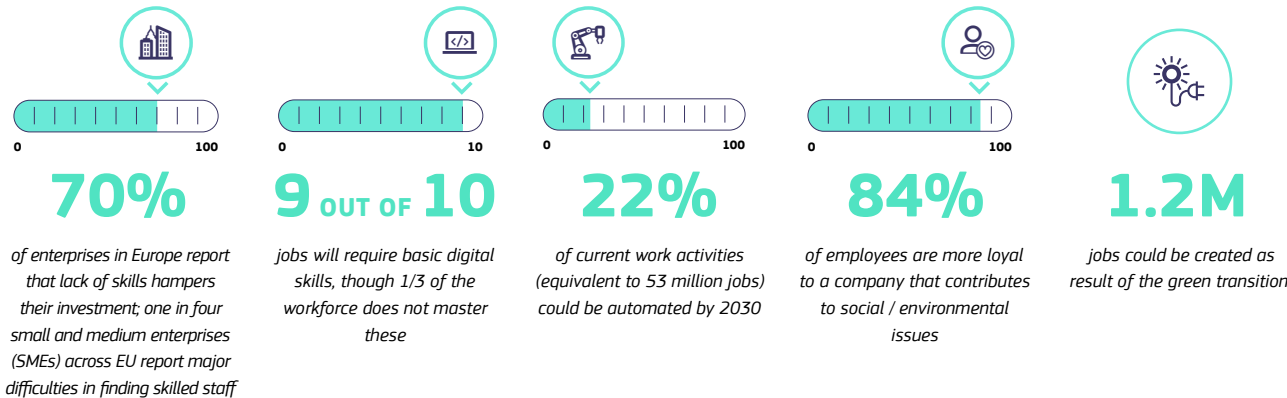 </>
0 100
0 10
0 100
0 100
70%
9 OUT OF 10
22%
84%
1.2M
of enterprises in Europe report
that lack of skills hampers
their investment; one in four
small and medium enterprises
(SMEs) across EU report major
difficulties in finding skilled staff
jobs will require basic digital
skills, though 1/3 of the
workforce does not master
these
of current work activities
(equivalent to 53 million jobs)
could be automated by 2030
of employees are more loyal
to a company that contributes
to social / environmental
issues
jobs could be created as
result of the green transition